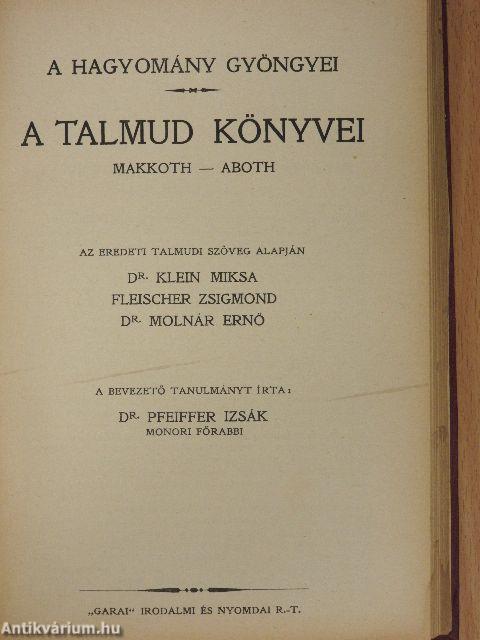 A HAGYOMÁNY GYÖNGYEI
A TALMUD KÖNYVEI
MAKKOTH — ABOTH
AZ EREDETI TALMUDI SZÖVEG ALAPJÁN
DR. KLEIN MIKSA
FLEISCHER ZSIGMOND
DR. MOLNÁR ERNŐ
A BEVEZETŐ TANULMÁNYT ÍRTA:
DR. PFEIFFER IZSÁK
MONORI FŐRABBI
„GARAI" IRODALMI ÉS NYOMDAI R.-T.
Antikvárium.hu